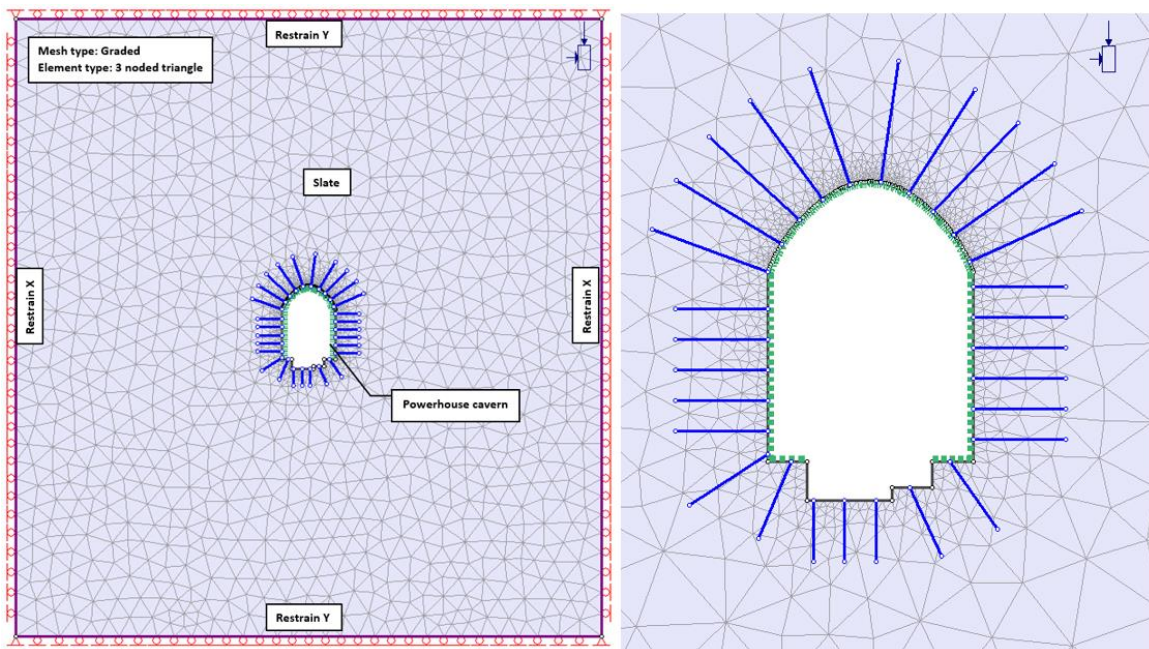 Restrain Y
Mesh type: Graded
Element type: 3 noded triangle
Slate
Restrain X
Restrain X
Powerhouse cavern
Restrain Y